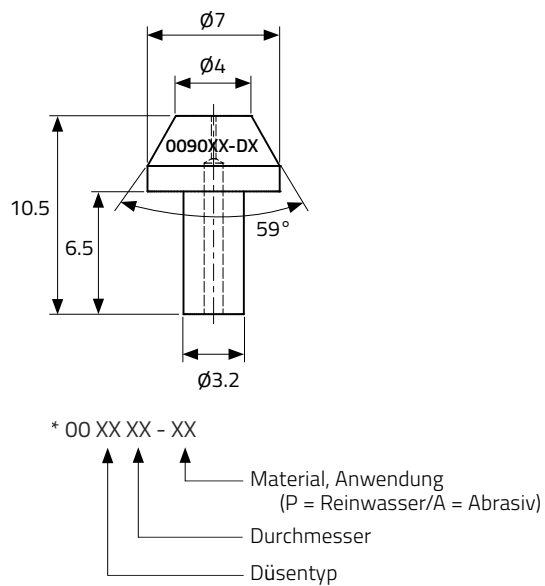 Ø7
Ø4
0090XX-DX
10.5
6.5
59°
Ø3.2
* 00 XX XX - XX
Material, Anwendung
(P = Reinwasser/A = Abrasiv)
Durchmesser
Düsentyp